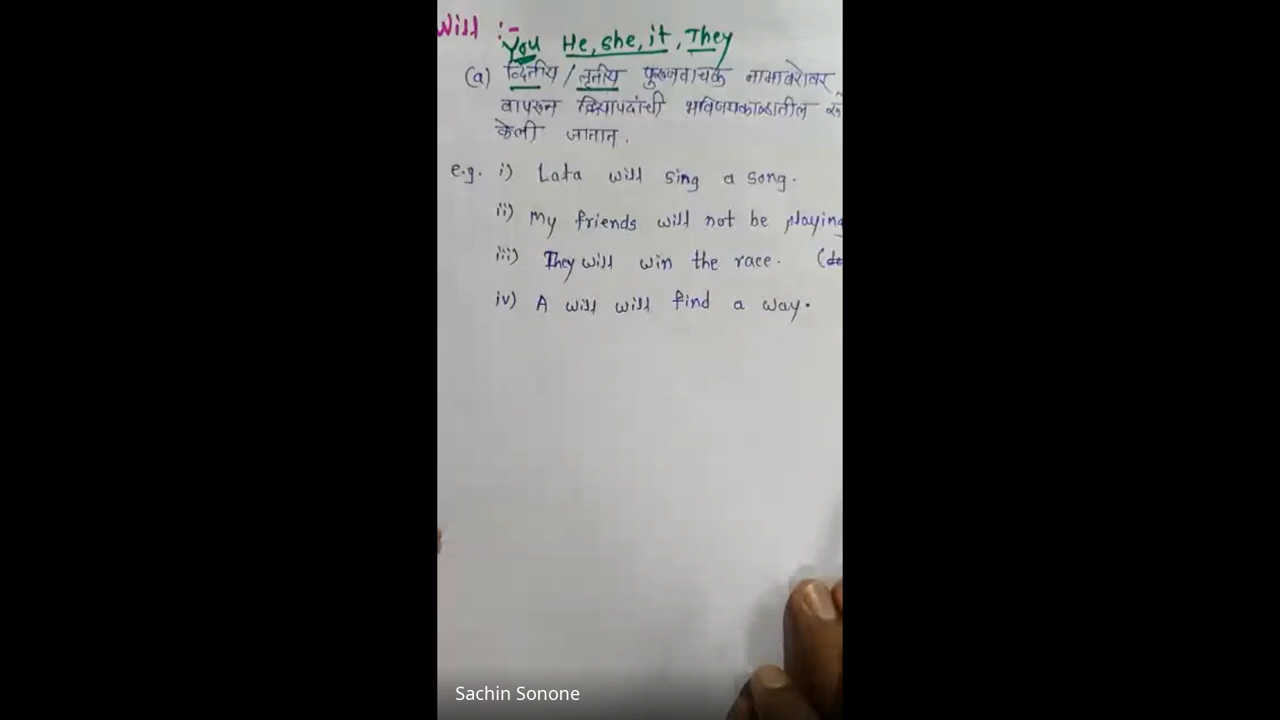 Will :-
You He, she, it, They
(a) द्वितीय / तृतीय पुरूषवाचक नामाबरोबर
वापरून क्रियापदांची भविष्यकाळातील
केली जातात.
e.g. i) Lata will sing a song.
ii) My friends will not be playing
iii) They will win the race.
iv) A will will find a way.
Sachin Sonone